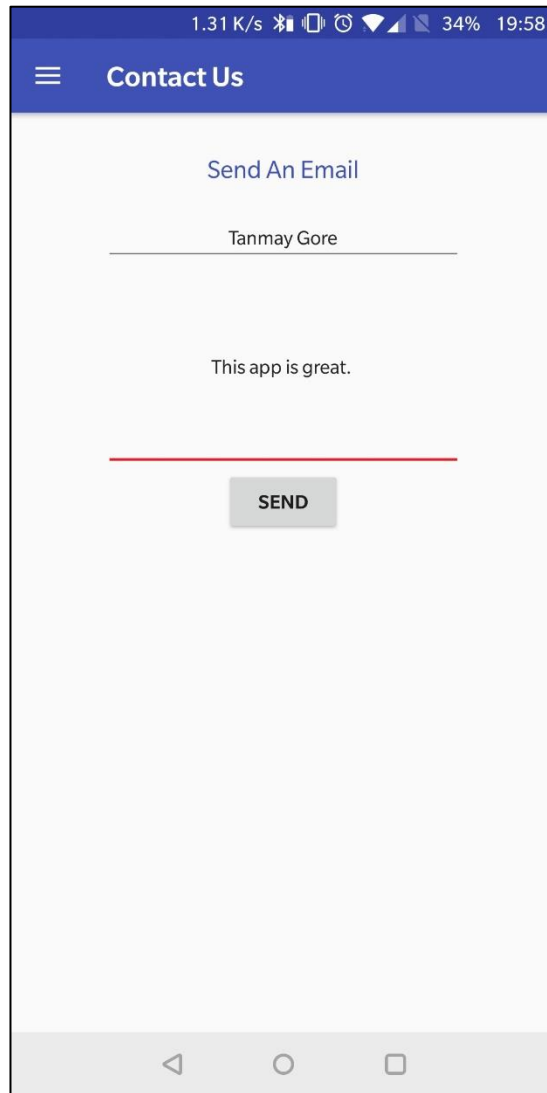 1.31 K/s 34% 19:58
Contact Us
Send An Email
Tanmay Gore
This app is great.
SEND